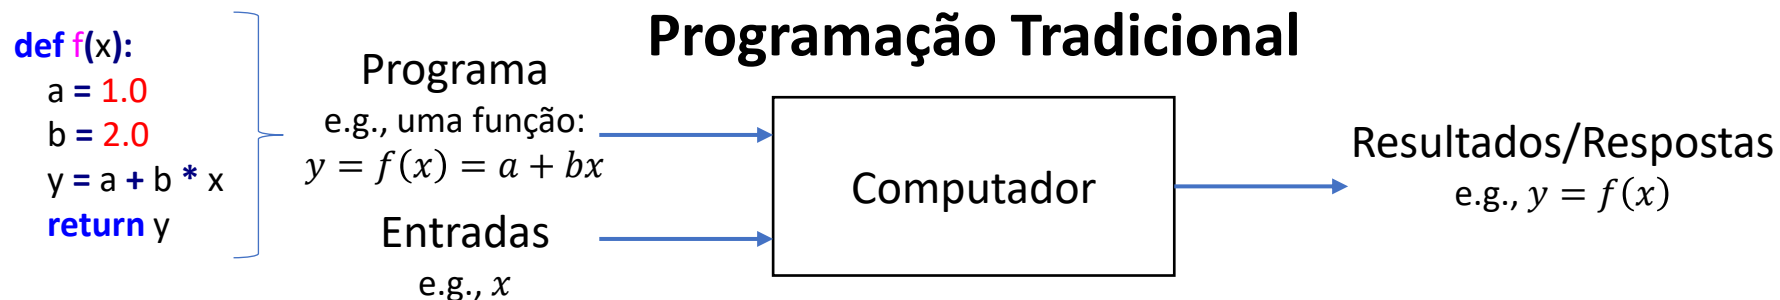 Programação Tradicional
def f(x):
a = 1.0
b = 2.0
y = a + b * x
return y
Programa
e.g., uma função:
y = f(x) = a + bx
Entradas
e.g., x
Computador
Resultados/Respostas
e.g., y = f(x)